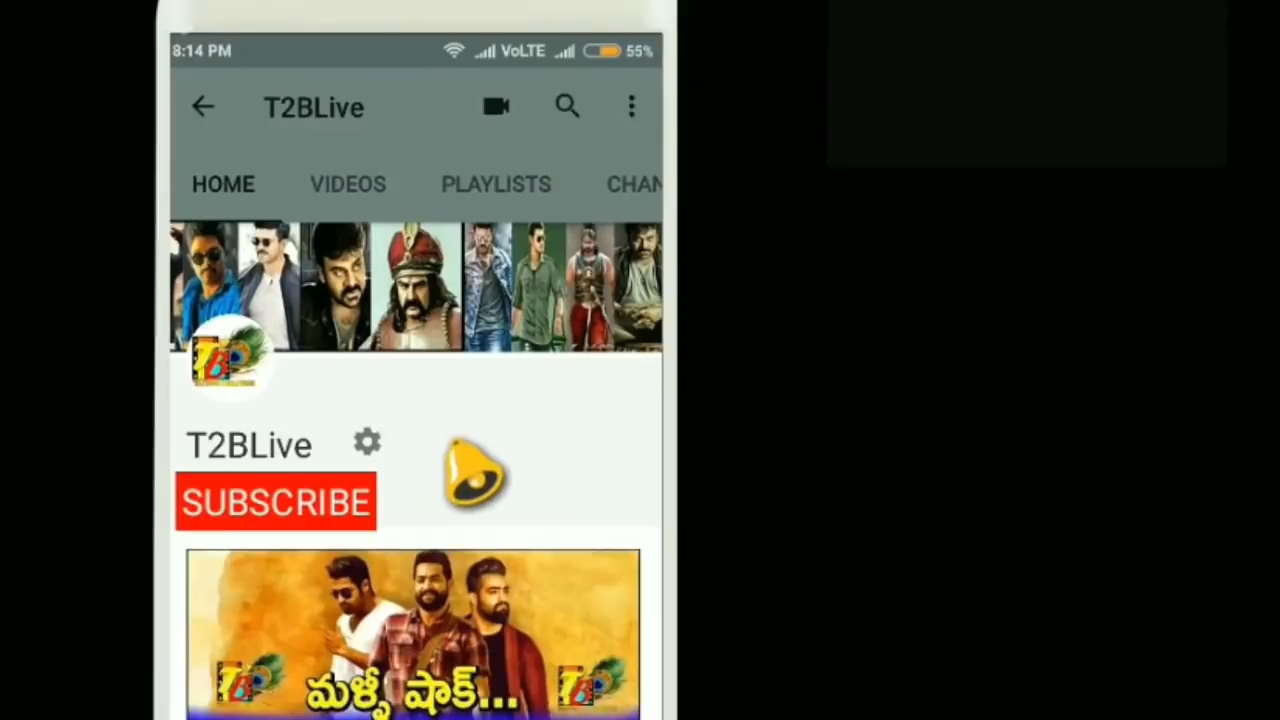 8:14 PM VoLTE 55%
T2BLive
HOME VIDEOS PLAYLISTS CHAN
T2BLive
SUBSCRIBE
మళ్ళీ షాక్...